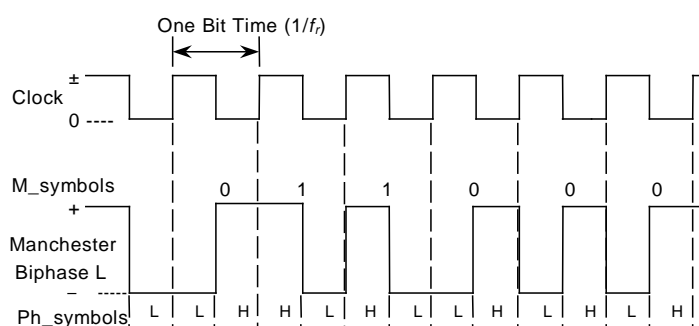 One Bit Time (1/fr)
±
Clock
0 ----
M_symbols 0 1 1 0 0 0
+
Manchester
Biphase L
–
Ph_symbols L L H H L H L L H L H L H